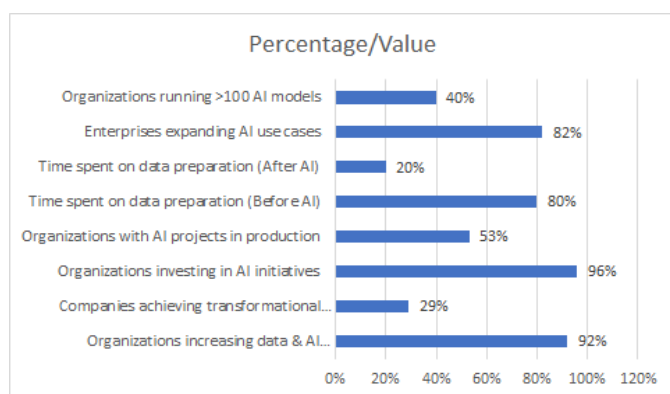 Percentage/Value
Organizations running >100 AI models
40%
Enterprises expanding AI use cases
82%
Time spent on data preparation (After AI)
20%
Time spent on data preparation (Before AI)
80%
Organizations with AI projects in production
53%
Organizations investing in AI initiatives
96%
Companies achieving transformational...
29%
Organizations increasing data & AI...
92%
0% 20% 40% 60% 80% 100% 120%